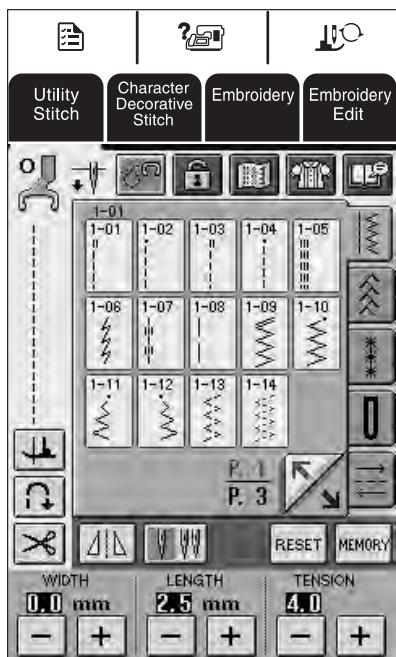 Utility
Stitch
Character
Decorative
Stitch
Embroidery
Embroidery
Edit
1-01
1-01 1-02 1-03 1-04 1-05
1-06 1-07 1-08 1-09 1-10
1-11 1-12 1-13 1-14
P. 1
P. 3
RESET MEMORY
WIDTH LENGTH TENSION
0.0 mm 2.5 mm 4.0
− + − + − +